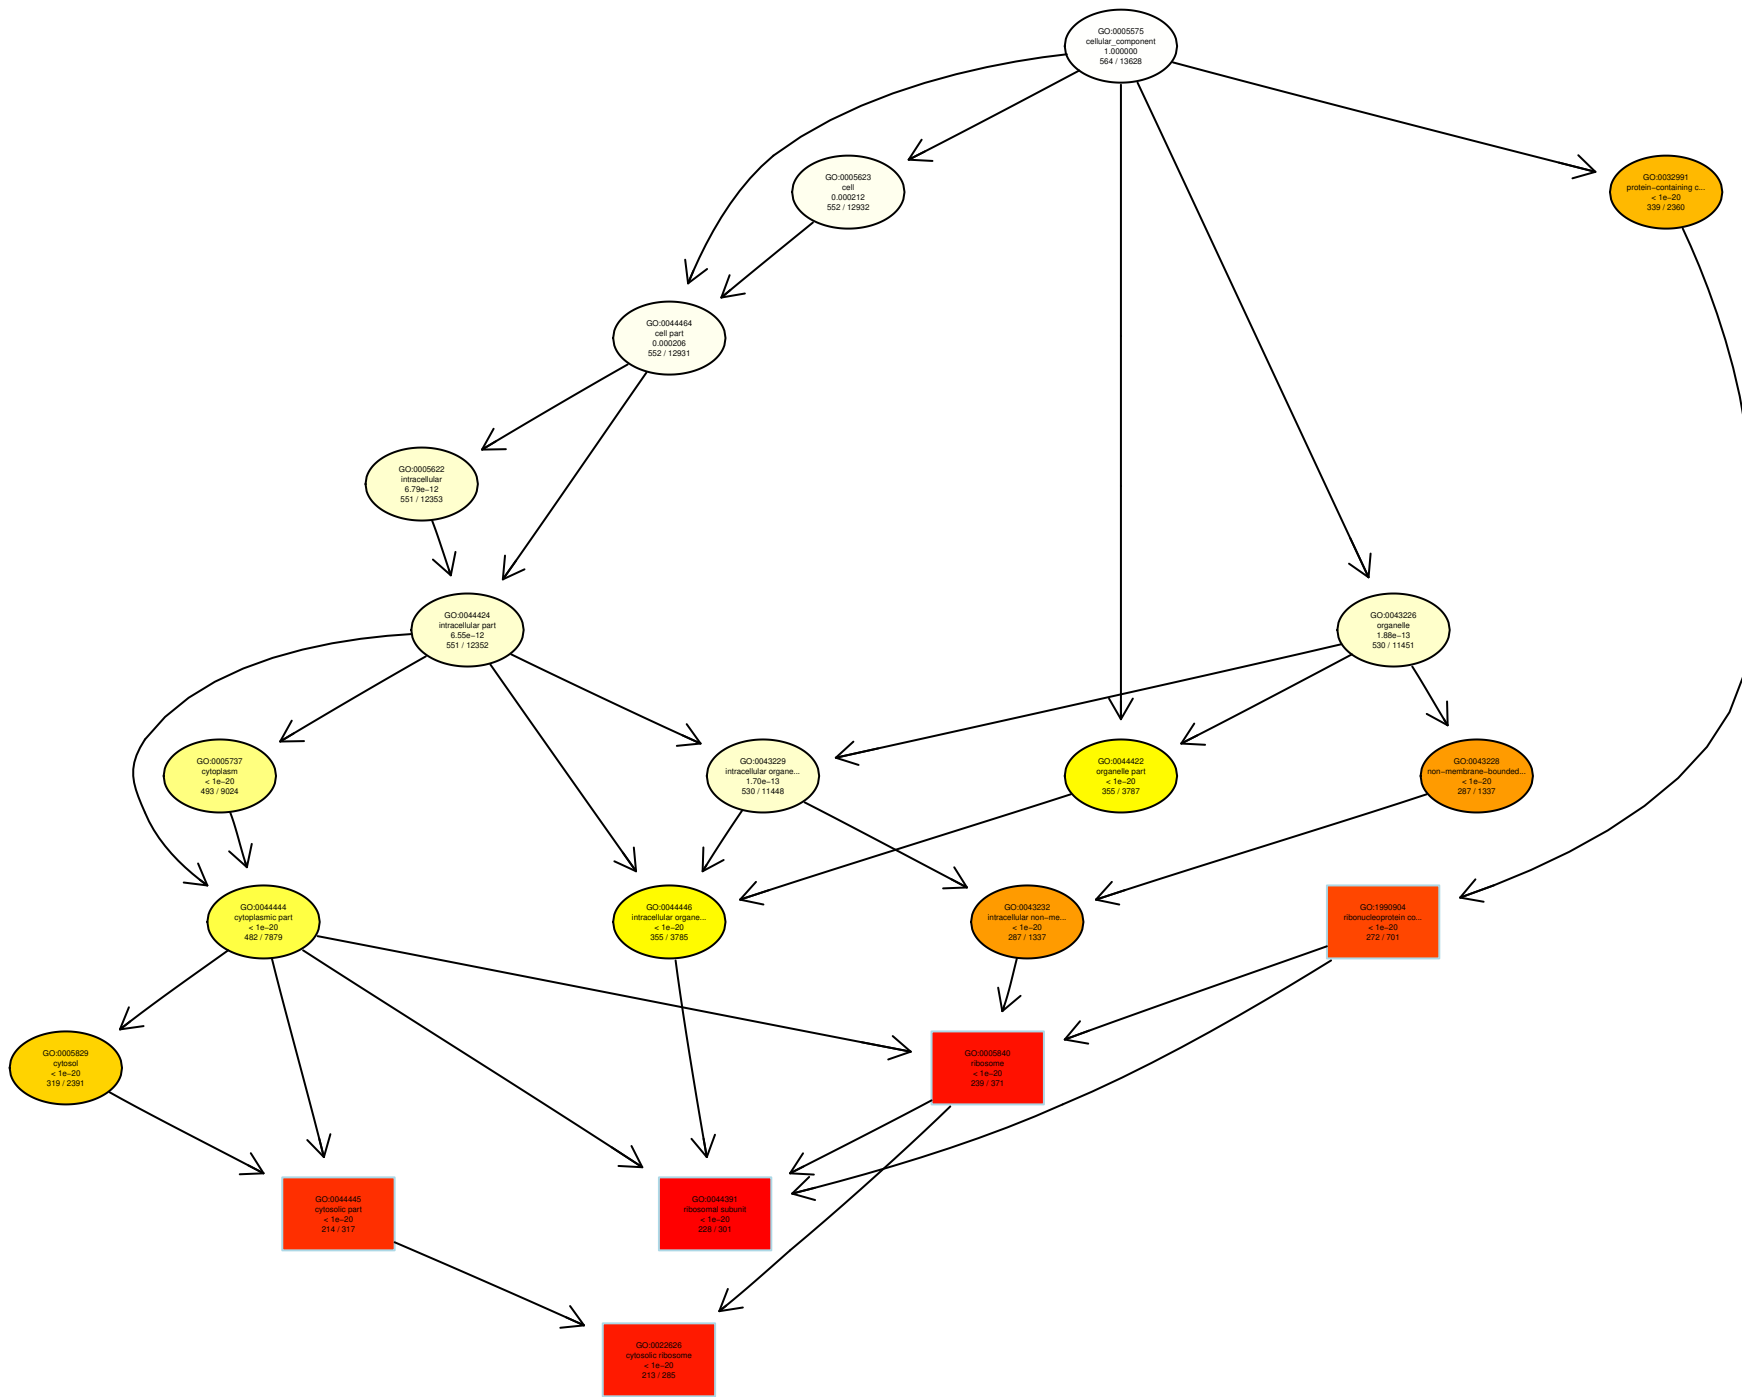 GO:0005575
cellular_component
1.000000
564 / 13628
GO:0005623
cell
0.000212
552 / 12932
GO:0032991
protein−containing c...
< 1e−20
339 / 2360
GO:0044464
cell part
0.000206
552 / 12931
GO:0005622
intracellular
6.79e−12
551 / 12353
GO:0044424
intracellular part
6.55e−12
551 / 12352
GO:0043226
organelle
1.88e−13
530 / 11451
GO:0005737
cytoplasm
< 1e−20
493 / 9024
GO:0043229
intracellular organe...
1.70e−13
530 / 11448
GO:0044422
organelle part
< 1e−20
355 / 3787
GO:0043228
non−membrane−bounded...
< 1e−20
287 / 1337
GO:0044444
cytoplasmic part
< 1e−20
482 / 7879
GO:0044446
intracellular organe...
< 1e−20
355 / 3785
GO:0043232
intracellular non−me...
< 1e−20
287 / 1337
GO:1990904
ribonucleoprotein co...
< 1e−20
272 / 701
GO:0005829
cytosol
< 1e−20
319 / 2391
GO:0005840
ribosome
< 1e−20
239 / 371
GO:0044445
cytosolic part
< 1e−20
214 / 317
GO:0044391
ribosomal subunit
< 1e−20
228 / 301
GO:0022626
cytosolic ribosome
< 1e−20
213 / 285